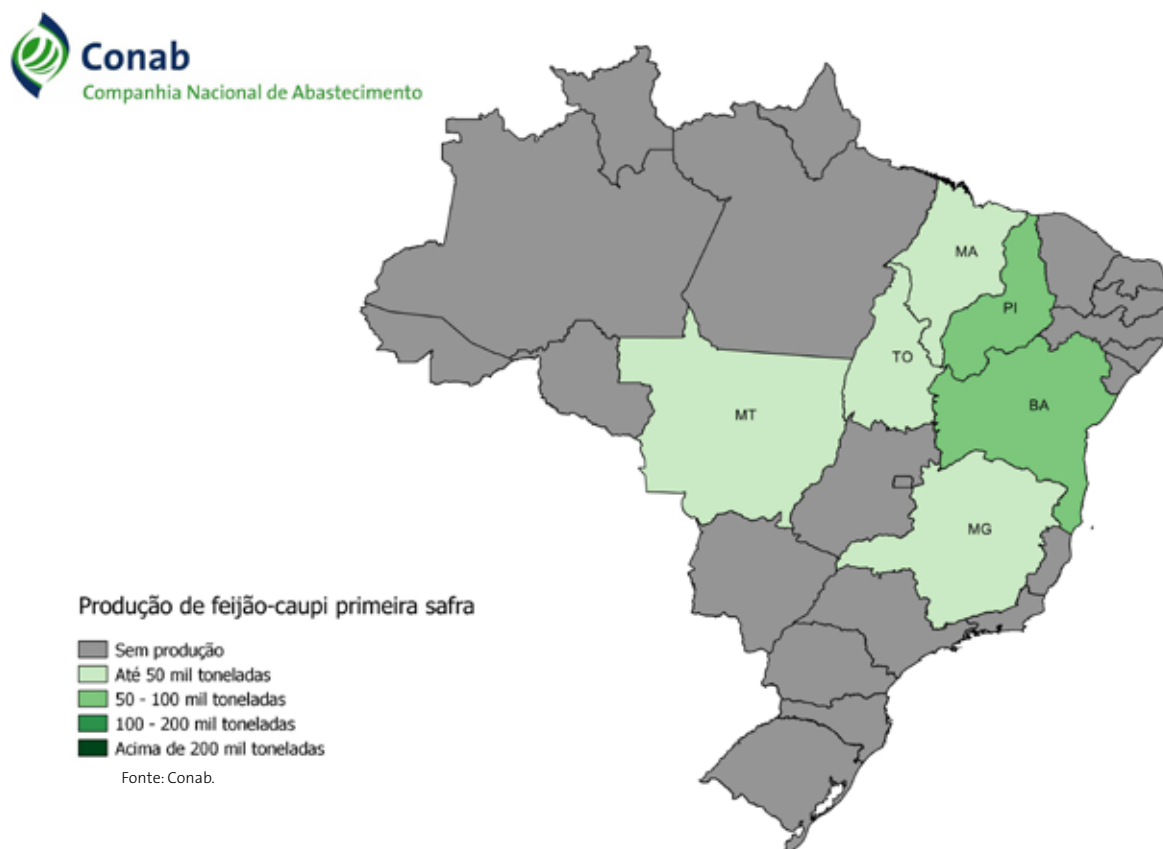 Conab
Companhia Nacional de Abastecimento
MA
PI
TO
BA
MT
MG
Produção de feijão-caupi primeira safra
Sem produção
Até 50 mil toneladas
50 - 100 mil toneladas
100 - 200 mil toneladas
Acima de 200 mil toneladas
Fonte: Conab.